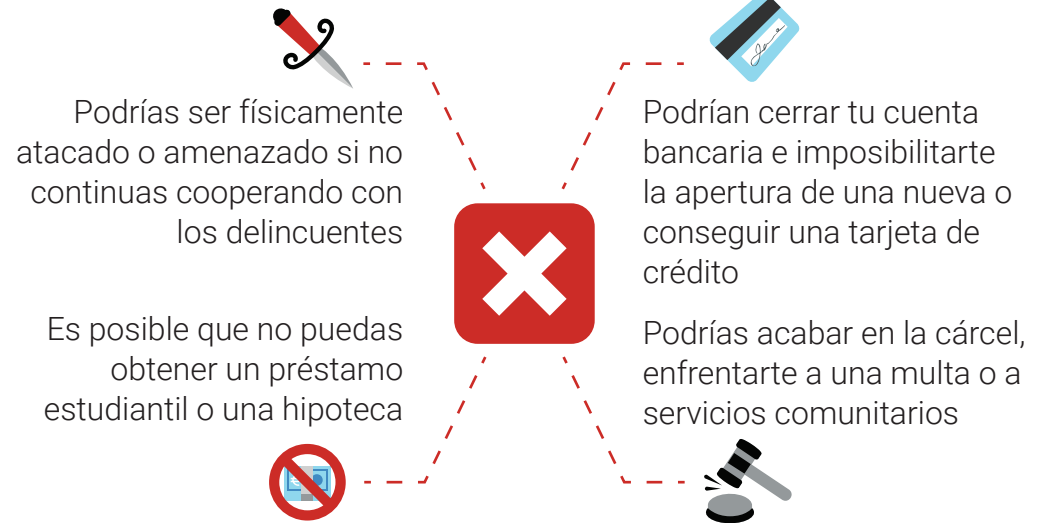 Podrías ser físicamente
atacado o amenazado si no
continuas cooperando con
los delincuentes
Podrían cerrar tu cuenta
bancaria e imposibilitarte
la apertura de una nueva o
conseguir una tarjeta de
crédito
Es posible que no puedas
obtener un préstamo
estudiantil o una hipoteca
Podrías acabar en la cárcel,
enfrentarte a una multa o a
servicios comunitarios